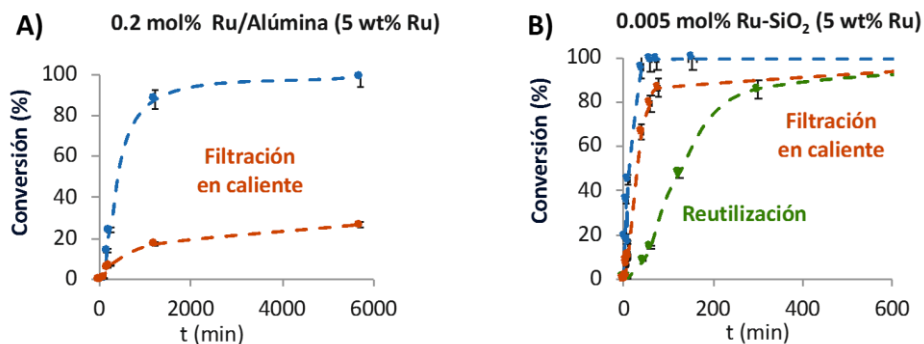 A) 0.2 mol% Ru/Alúmina (5 wt% Ru)
Conversión (%)
100
80
60
40
20
0
Filtración
en caliente
0 2000 4000 6000
t (min)
B) 0.005 mol% Ru-SiO₂ (5 wt% Ru)
Conversión (%)
100
80
60
40
20
0
Filtración
en caliente
Reutilización
0 200 400 600
t (min)